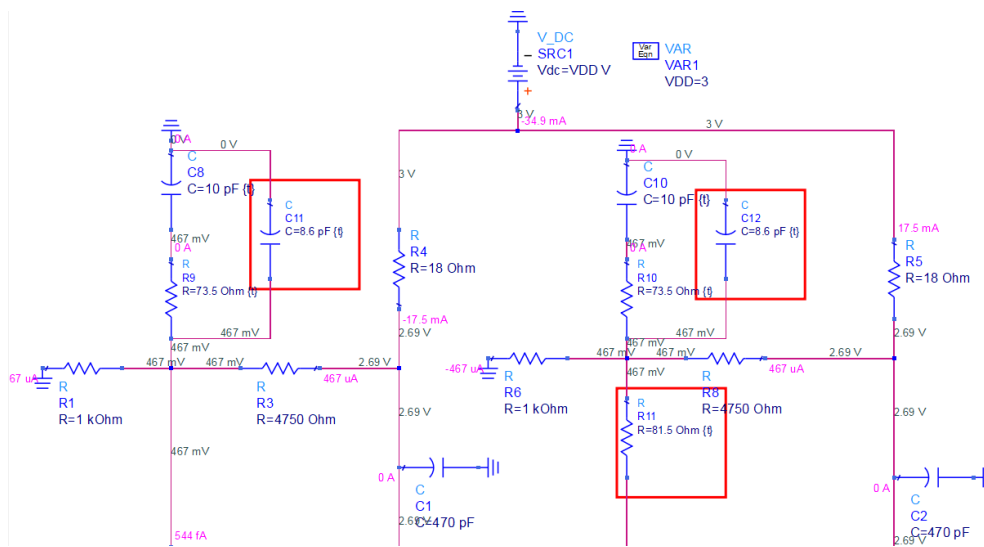 V_DC
SRC1
Vdc=VDD V
Var
Eqn
VAR
VAR1
VDD=3
3 V
-34.9 mA
3 V
0 V
0 A
0 V
C
C8
C=10 pF {t}
C
C11
C=8.6 pF {t}
467 mV
0 A
R
R9
R=73.5 Ohm {t}
467 mV
467 mV
3 V
R
R4
R=18 Ohm
-17.5 mA
2.69 V
0 A
0 V
C
C10
C=10 pF {t}
C
C12
C=8.6 pF {t}
467 mV
0 A
R
R10
R=73.5 Ohm {t}
467 mV
467 mV
17.5 mA
R
R5
R=18 Ohm
2.69 V
67 uA
467 mV
467 mV
467 uA
2.69 V
R
R1
R=1 kOhm
R
R3
R=4750 Ohm
-467 uA
467 mV
467 mV
467 uA
2.69 V
R
R6
R=1 kOhm
467 mV
R
R8
R=4750 Ohm
R
R11
R=81.5 Ohm {t}
467 mV
2.69 V
2.69 V
0 A
C
C1
C=470 pF
2.69 V
0 A
C
C2
C=470 pF
2.69 V
544 fA